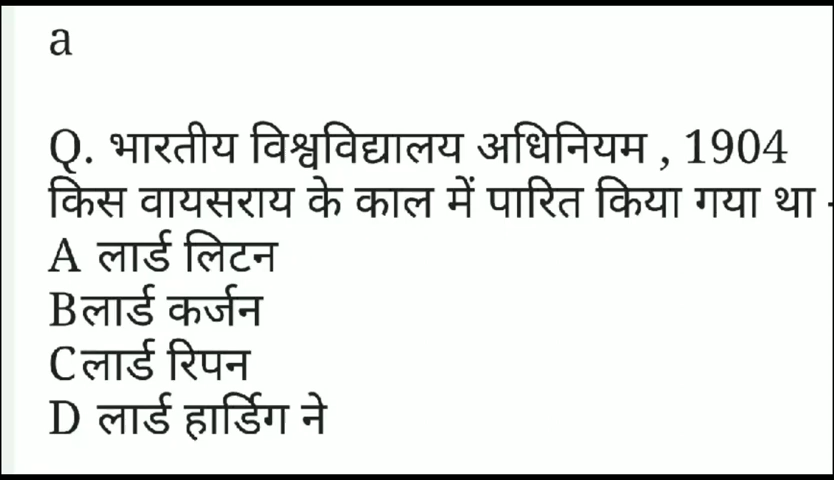 a
Q. भारतीय विश्वविद्यालय अधिनियम , 1904
किस वायसराय के काल में पारित किया गया था -
A लार्ड लिटन
Bलार्ड कर्जन
Cलार्ड रिपन
D लार्ड हार्डिग ने